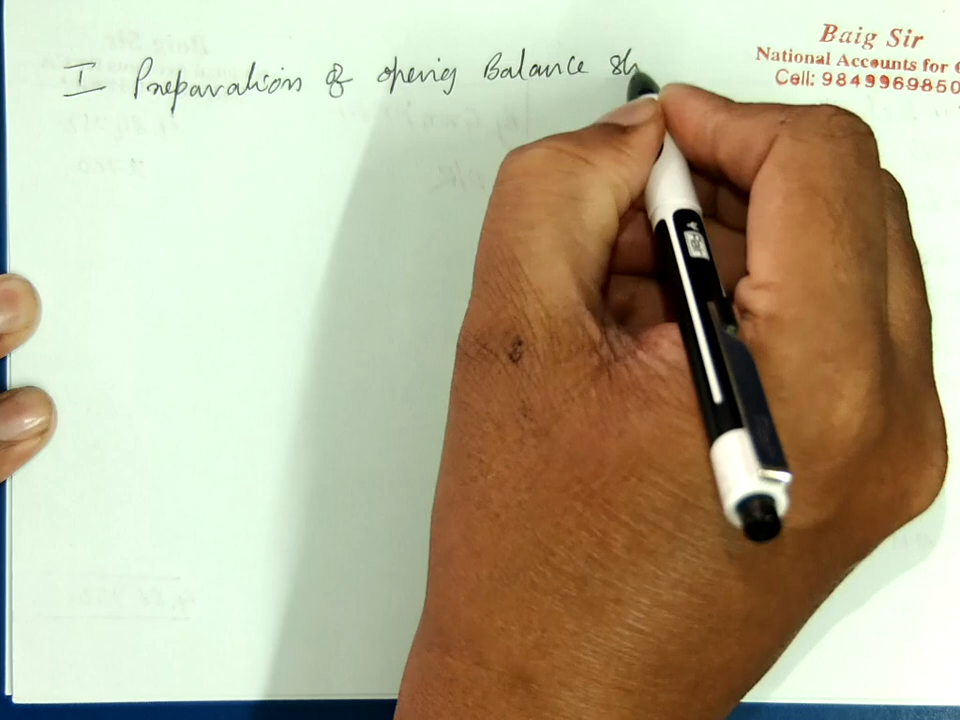 I Preparation of opening Balance sh
Baig Sir
National Accounts for
Cell: 9849969850